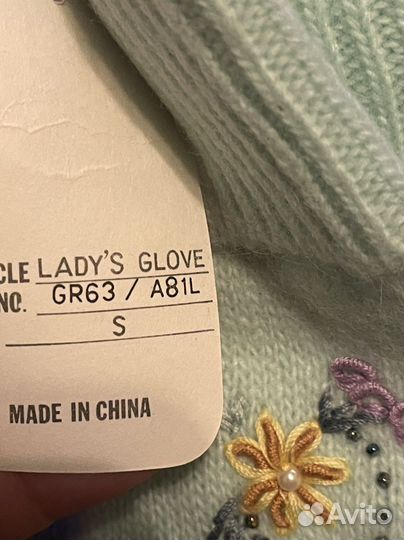 CLE LADY'S GLOVE
NO. GR63 / A81L
S
MADE IN CHINA
Avito